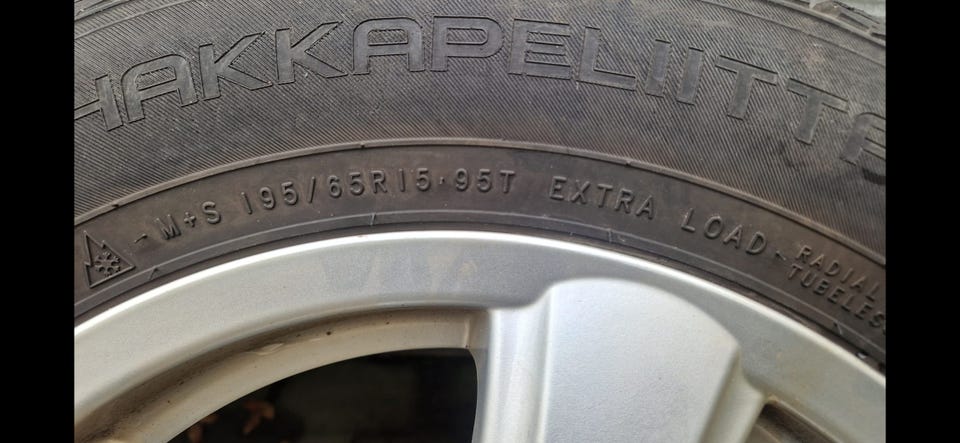 HAKKAPELIITTA
- M+S 195/65R15 · 95T EXTRA LOAD - RADIAL
TUBELESS